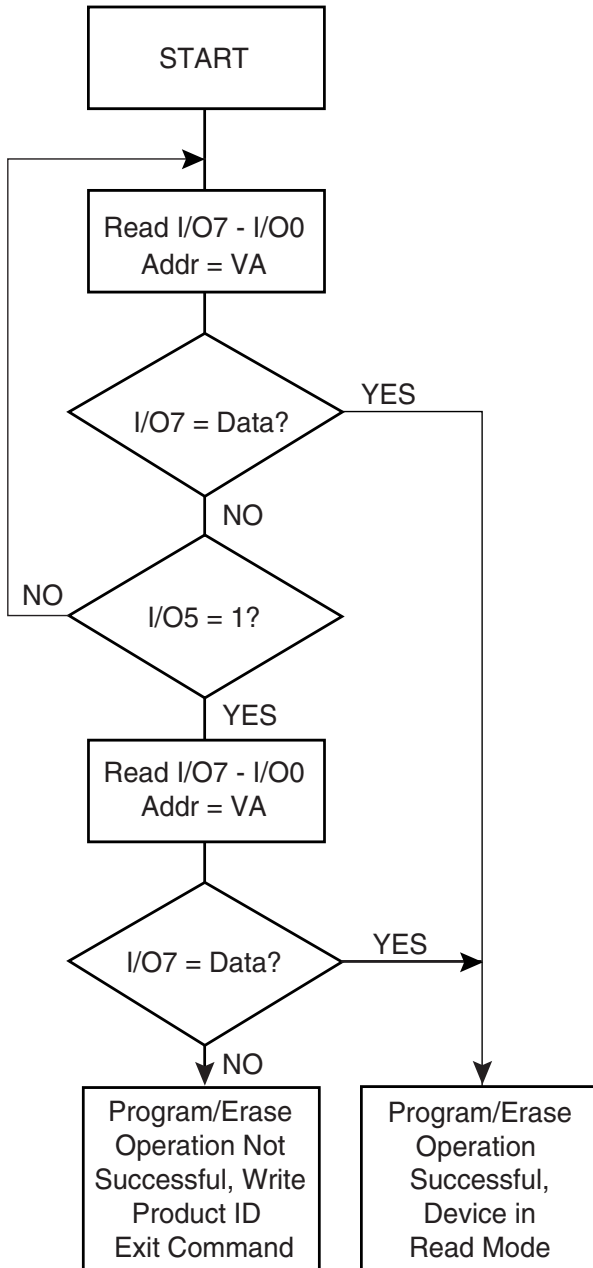 START
Read I/O7 - I/O0
Addr = VA
I/O7 = Data?
YES
NO
NO
I/O5 = 1?
YES
Read I/O7 - I/O0
Addr = VA
I/O7 = Data?
YES
NO
Program/Erase
Operation Not
Successful, Write
Product ID
Exit Command
Program/Erase
Operation
Successful,
Device in
Read Mode